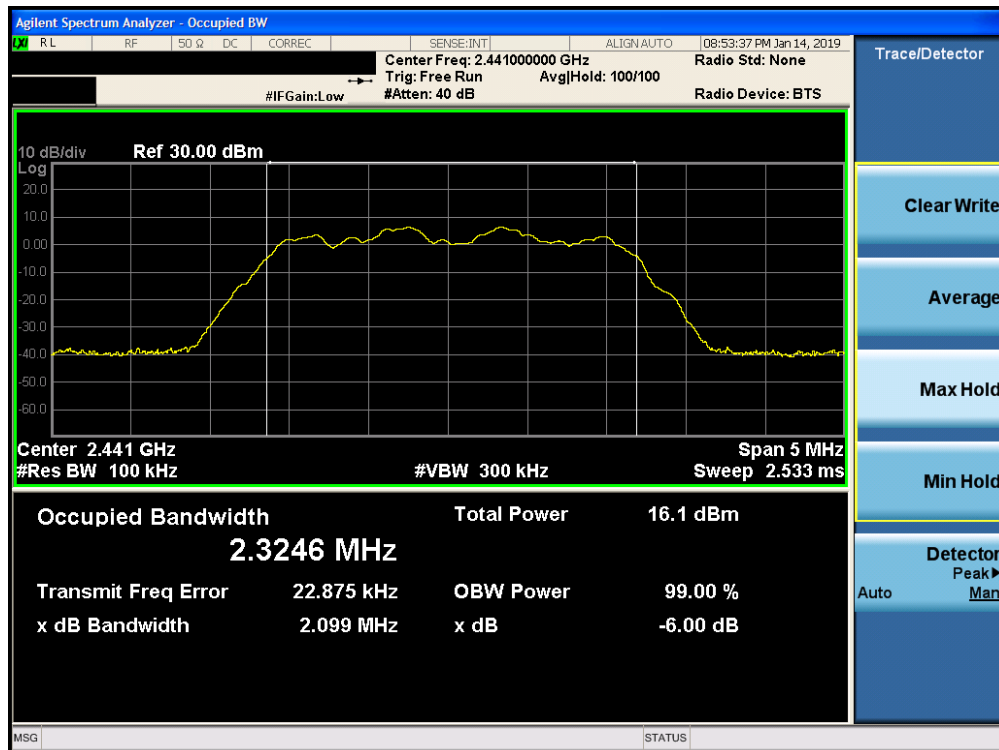 Agilent Spectrum Analyzer - Occupied BW
LXI RL RF 50 Ω DC CORREC SENSE:INT ALIGN AUTO 08:53:37 PM Jan 14, 2019
Center Freq: 2.441000000 GHz Radio Std: None
Trig: Free Run Avg|Hold: 100/100
#IFGain:Low #Atten: 40 dB Radio Device: BTS
10 dB/div Ref 30.00 dBm
Log
20.0
10.0
0.00
-10.0
-20.0
-30.0
-40.0
-50.0
-60.0
Center 2.441 GHz Span 5 MHz
#Res BW 100 kHz #VBW 300 kHz Sweep 2.533 ms
Occupied Bandwidth Total Power 16.1 dBm
2.3246 MHz
Transmit Freq Error 22.875 kHz OBW Power 99.00 %
x dB Bandwidth 2.099 MHz x dB -6.00 dB
MSG STATUS
Trace/Detector
Clear Write
Average
Max Hold
Min Hold
Detector
Peak▶
Auto Man